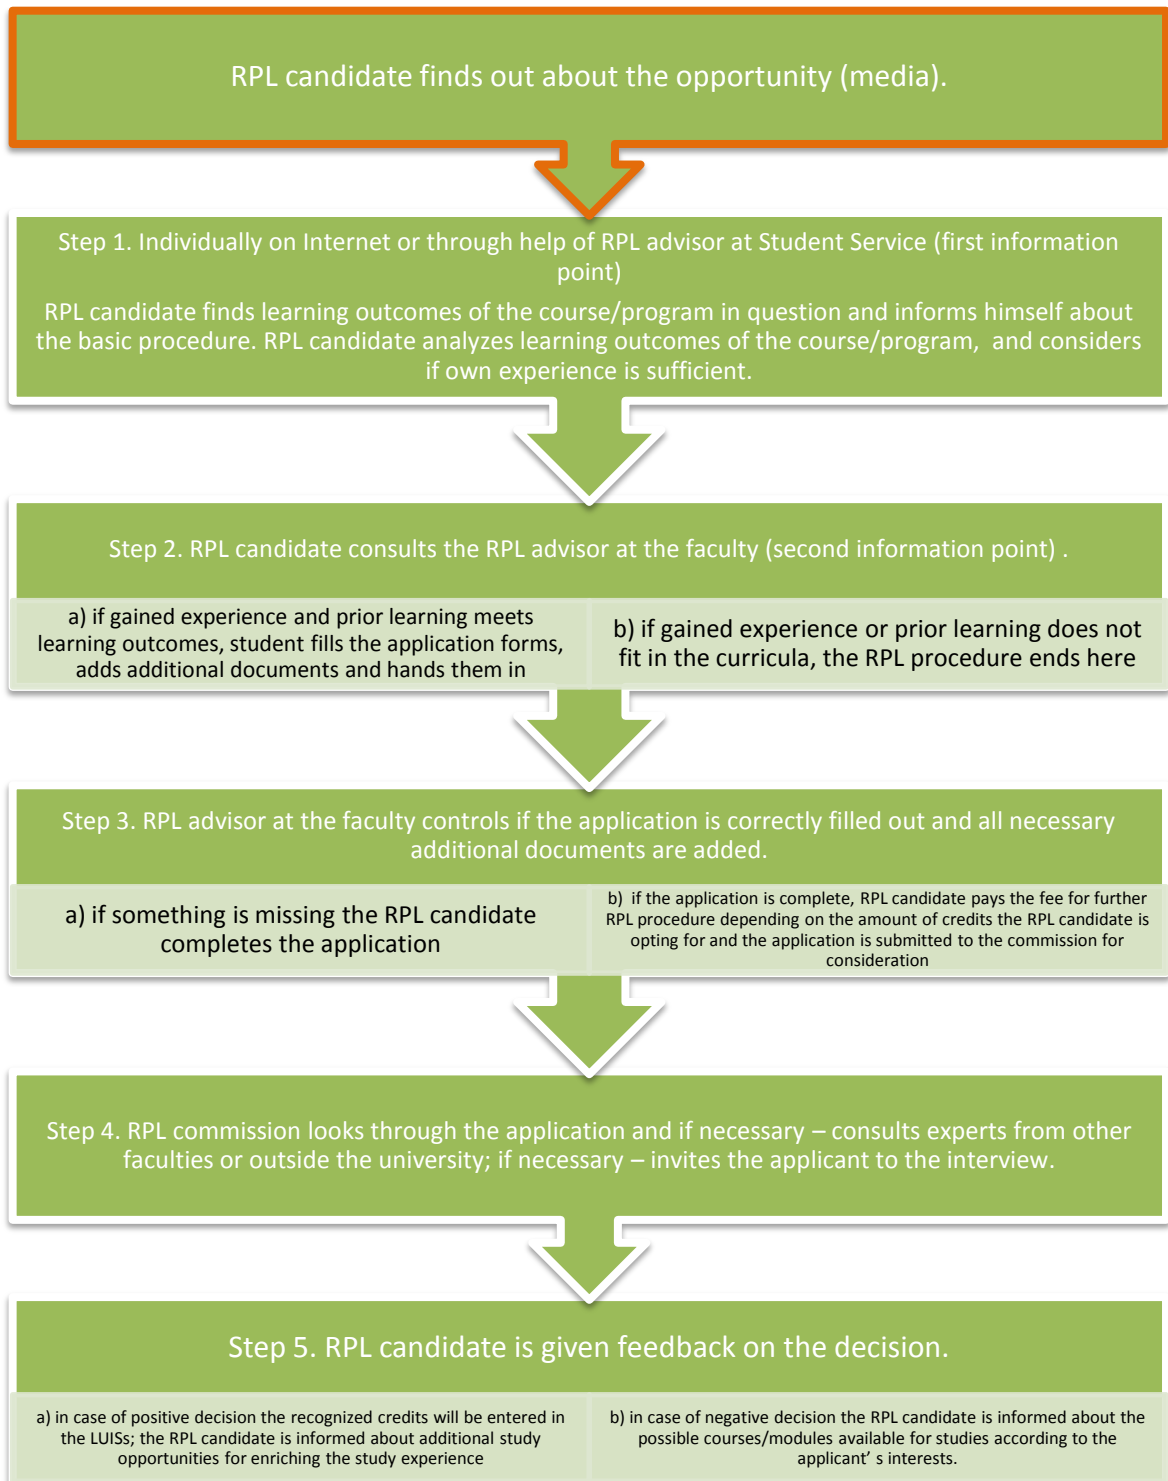 RPL candidate finds out about the opportunity (media).
Step 1. Individually on Internet or through help of RPL advisor at Student Service (first information
point)
RPL candidate finds learning outcomes of the course/program in question and informs himself about
the basic procedure. RPL candidate analyzes learning outcomes of the course/program, and considers
if own experience is sufficient.
Step 2. RPL candidate consults the RPL advisor at the faculty (second information point) .
a) if gained experience and prior learning meets
learning outcomes, student fills the application forms,
adds additional documents and hands them in
b) if gained experience or prior learning does not
fit in the curricula, the RPL procedure ends here
Step 3. RPL advisor at the faculty controls if the application is correctly filled out and all necessary
additional documents are added.
a) if something is missing the RPL candidate
completes the application
b) if the application is complete, RPL candidate pays the fee for further
RPL procedure depending on the amount of credits the RPL candidate is
opting for and the application is submitted to the commission for
consideration
Step 4. RPL commission looks through the application and if necessary – consults experts from other
faculties or outside the university; if necessary – invites the applicant to the interview.
Step 5. RPL candidate is given feedback on the decision.
a) in case of positive decision the recognized credits will be entered in
the LUISs; the RPL candidate is informed about additional study
opportunities for enriching the study experience
b) in case of negative decision the RPL candidate is informed about the
possible courses/modules available for studies according to the
applicant' s interests.